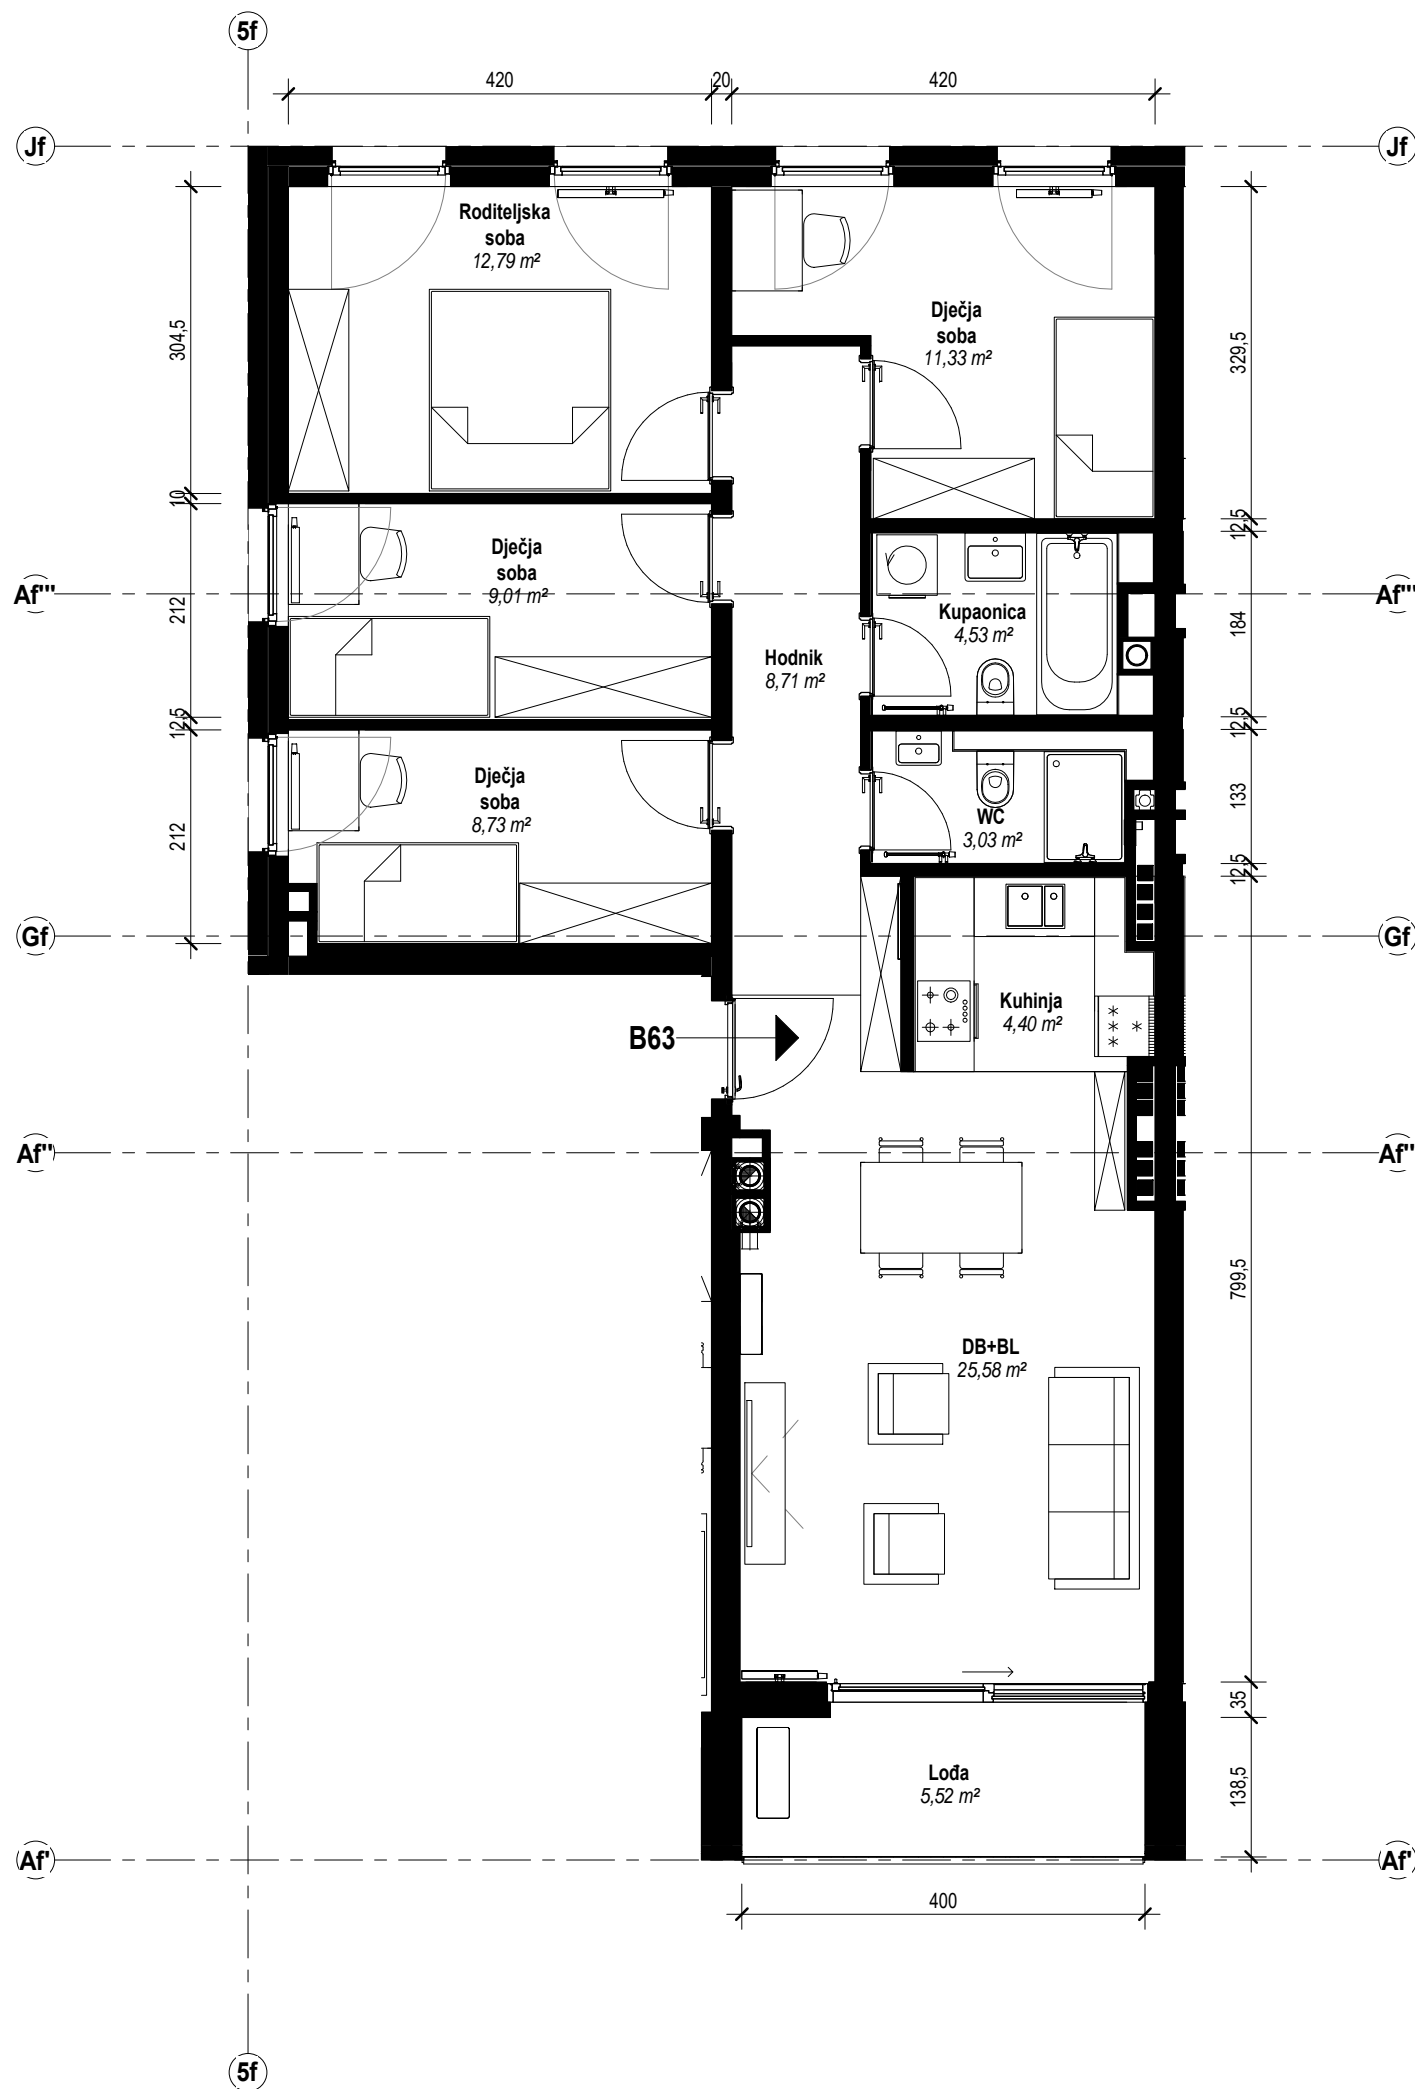 5f
420
20
420
Jf
Jf
Roditeljska
soba
12,79 m²
Dječja
soba
11,33 m²
304,5
329,5
10
12,5
Dječja
soba
9,01 m²
Af'''
Af'''
212
184
Kupaonica
4,53 m²
Hodnik
8,71 m²
12,5
12,5
Dječja
soba
8,73 m²
WC
3,03 m²
212
133
12,5
Gf
Gf
Kuhinja
4,40 m²
B63
Af''
Af''
799,5
DB+BL
25,58 m²
35
Lođa
5,52 m²
138,5
Af'
Af'
400
5f